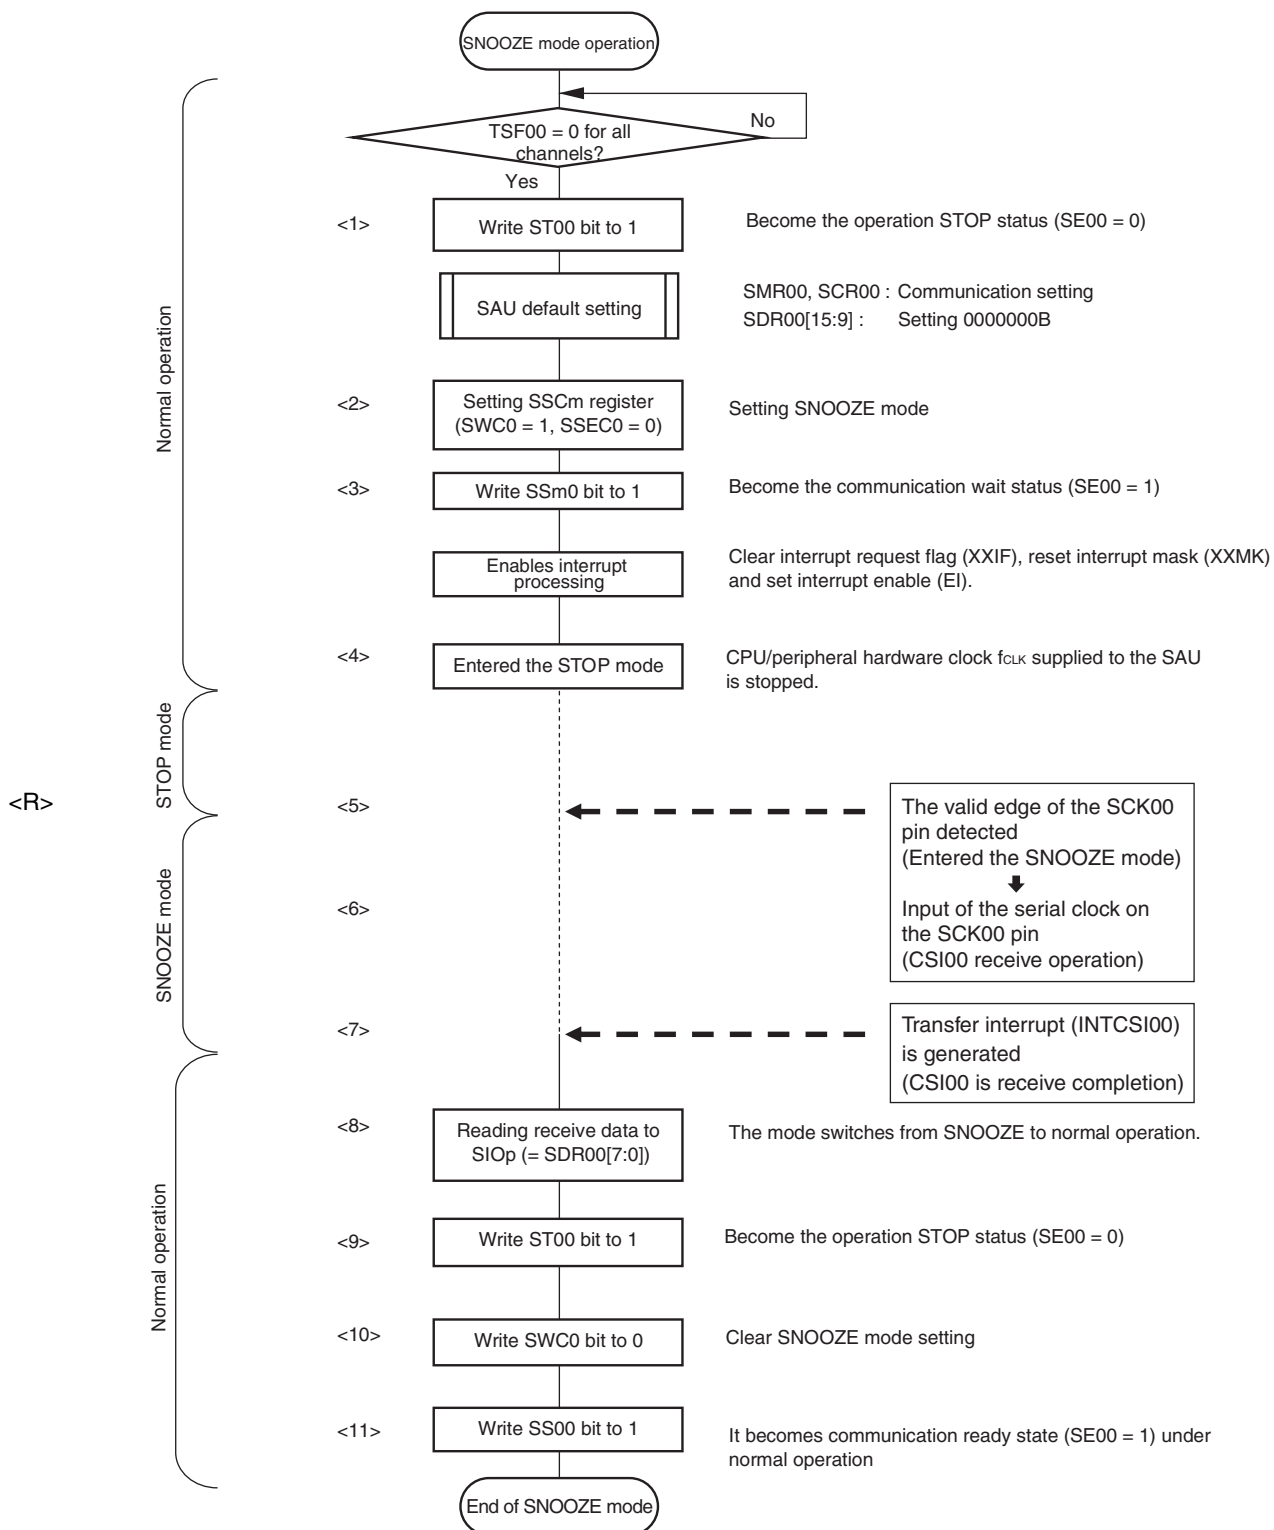 SNOOZE mode operation
No
TSF00 = 0 for all
channels?
Yes
<1>
Write ST00 bit to 1
Become the operation STOP status (SE00 = 0)
SAU default setting
SMR00, SCR00 : Communication setting
SDR00[15:9] : Setting 0000000B
Normal operation
<2>
Setting SSCm register
(SWC0 = 1, SSEC0 = 0)
Setting SNOOZE mode
<3>
Write SSm0 bit to 1
Become the communication wait status (SE00 = 1)
Enables interrupt
processing
Clear interrupt request flag (XXIF), reset interrupt mask (XXMK)
and set interrupt enable (EI).
<4>
Entered the STOP mode
CPU/peripheral hardware clock fCLK supplied to the SAU
is stopped.
STOP mode
<R>
<5>
The valid edge of the SCK00
pin detected
(Entered the SNOOZE mode)
SNOOZE mode
<6>
Input of the serial clock on
the SCK00 pin
(CSI00 receive operation)
<7>
Transfer interrupt (INTCSI00)
is generated
(CSI00 is receive completion)
<8>
Reading receive data to
SIOp (= SDR00[7:0])
The mode switches from SNOOZE to normal operation.
Normal operation
<9>
Write ST00 bit to 1
Become the operation STOP status (SE00 = 0)
<10>
Write SWC0 bit to 0
Clear SNOOZE mode setting
<11>
Write SS00 bit to 1
It becomes communication ready state (SE00 = 1) under
normal operation
End of SNOOZE mode